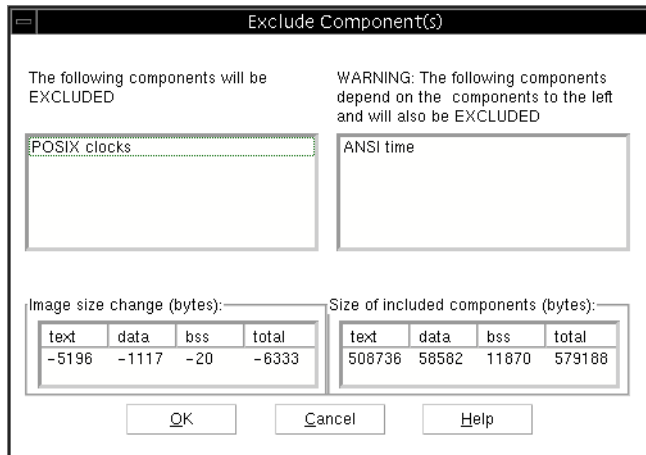 Exclude Component(s)
The following components will be
EXCLUDED
WARNING: The following components
depend on the components to the left
and will also be EXCLUDED
POSIX clocks
ANSI time
Image size change (bytes):
text data bss total
-5196 -1117 -20 -6333
Size of included components (bytes):
text data bss total
508736 58582 11870 579188
OK Cancel Help